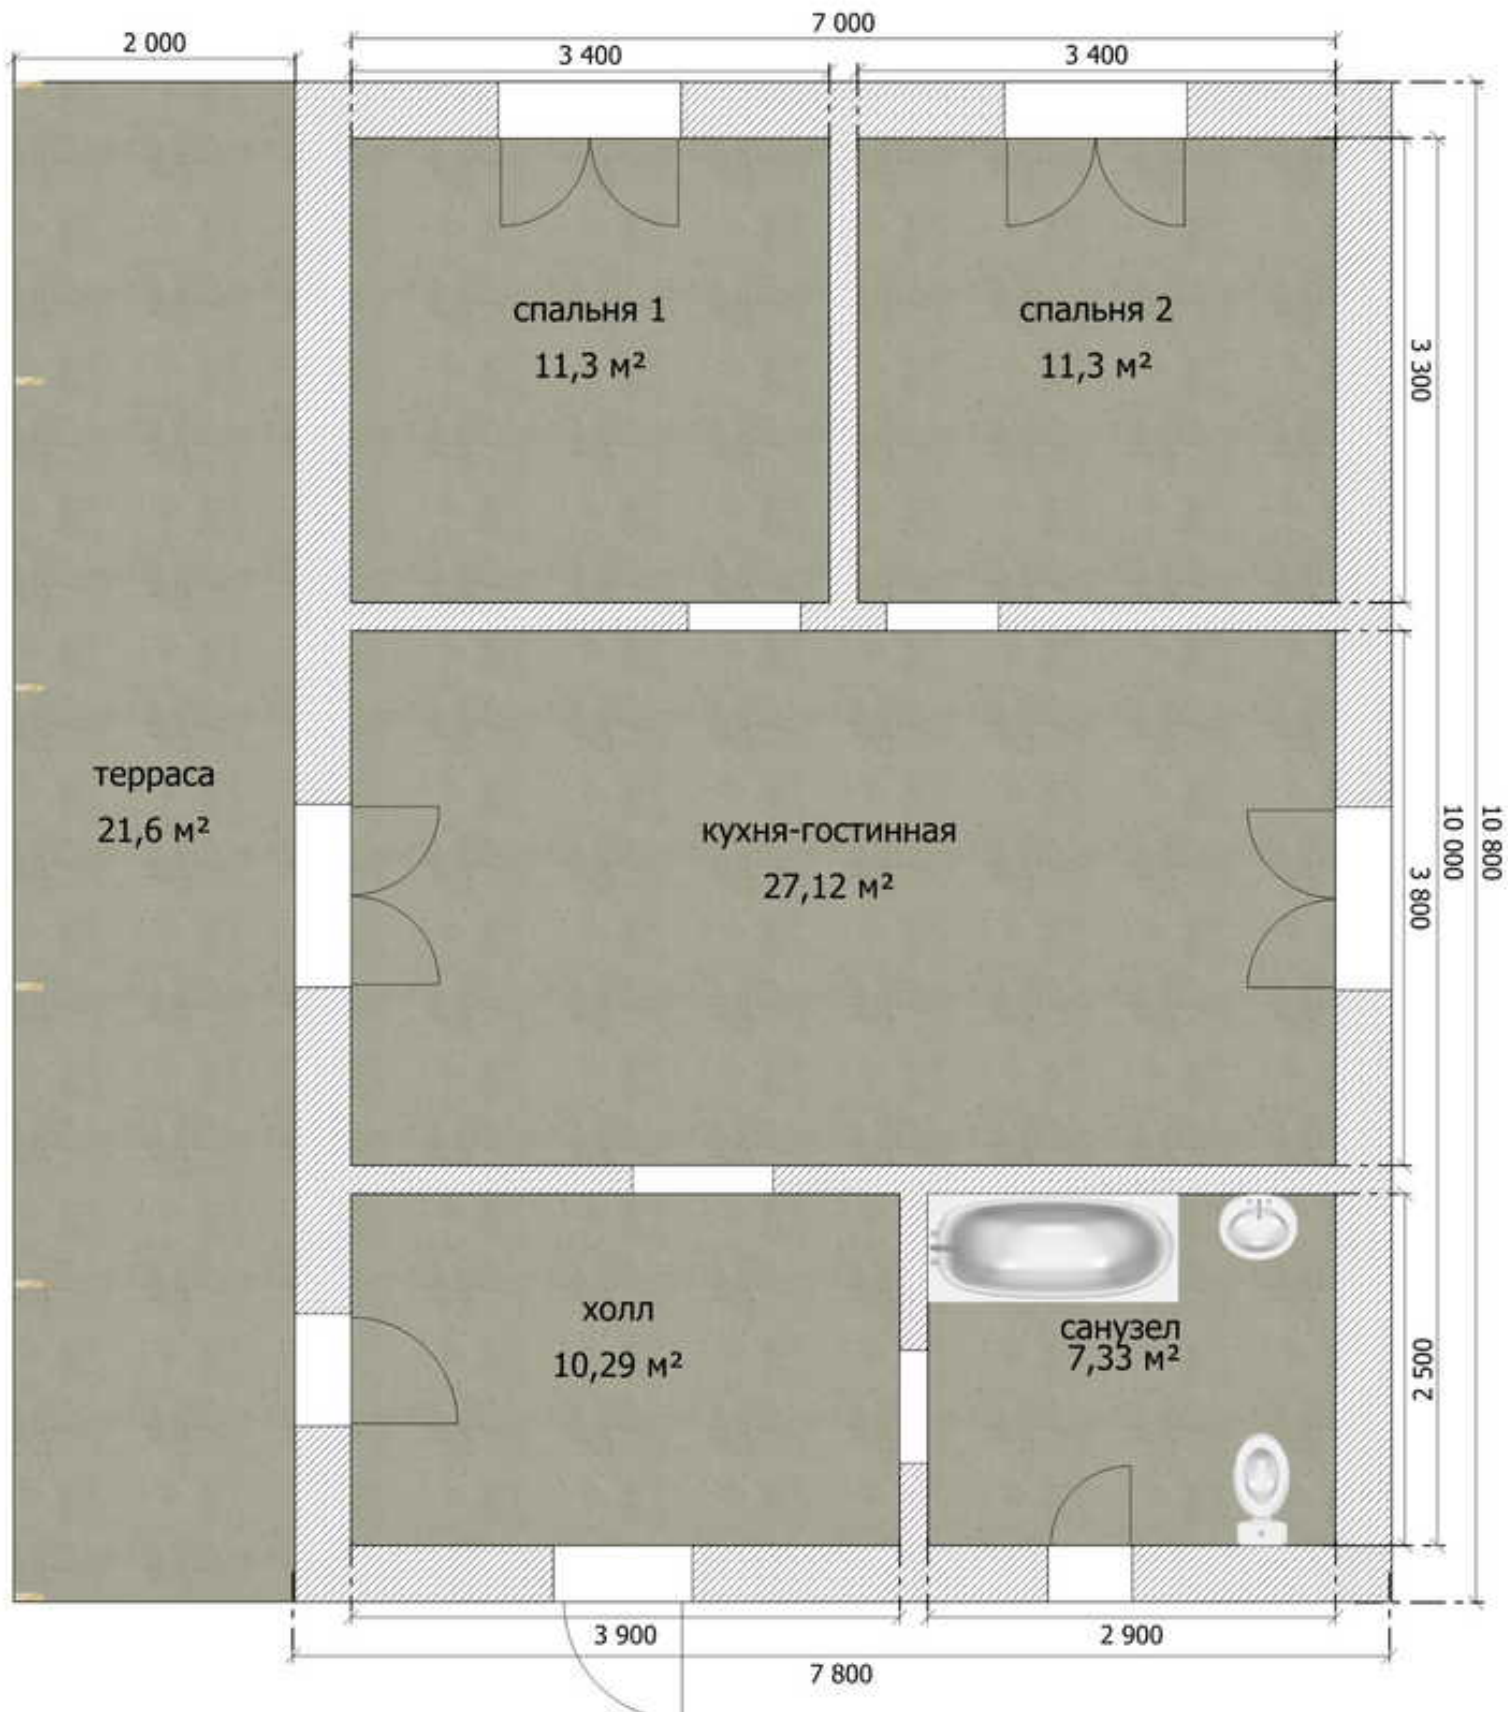 7 000
2 000
3 400
3 400
спальня 1
11,3 м²
спальня 2
11,3 м²
3 300
терраса
21,6 м²
кухня-гостинная
27,12 м²
3 800
10 000
10 800
холл
10,29 м²
санузел
7,33 м²
2 500
3 900
2 900
7 800